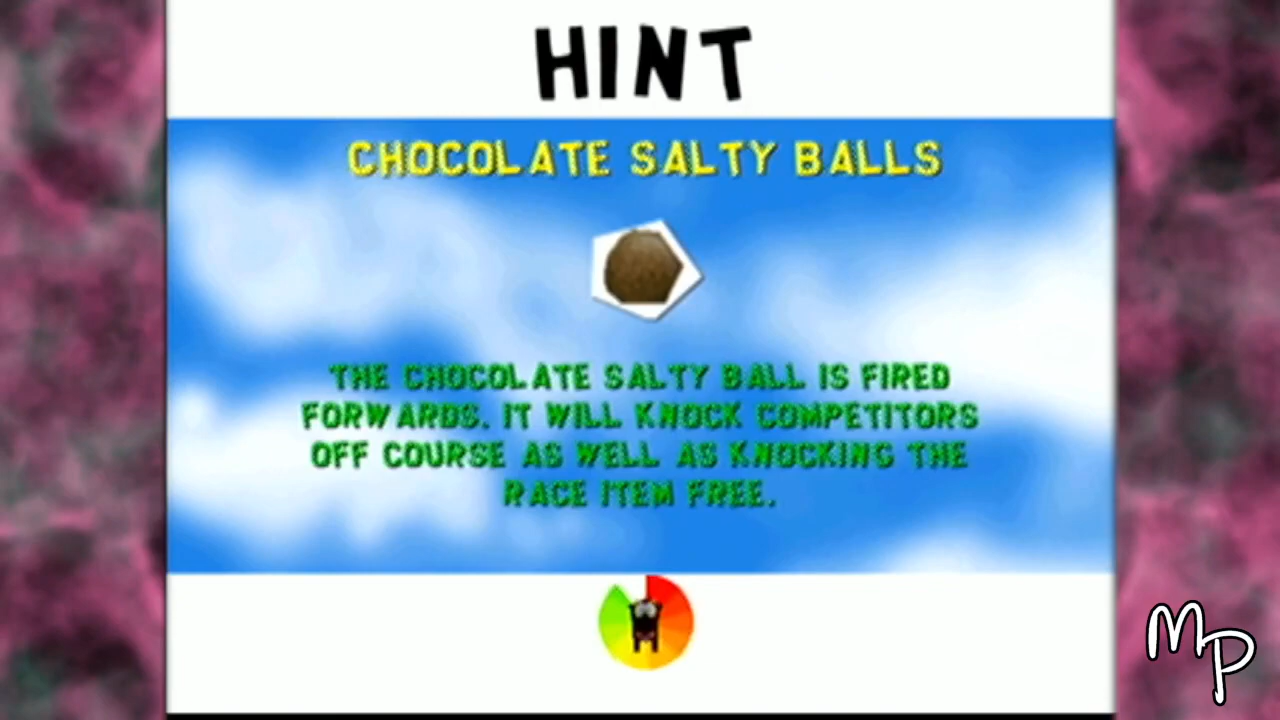 HINT
CHOCOLATE SALTY BALLS
THE CHOCOLATE SALTY BALL IS FIRED
FORWARDS. IT WILL KNOCK COMPETITORS
OFF COURSE AS WELL AS KNOCKING THE
RACE ITEM FREE.
MP